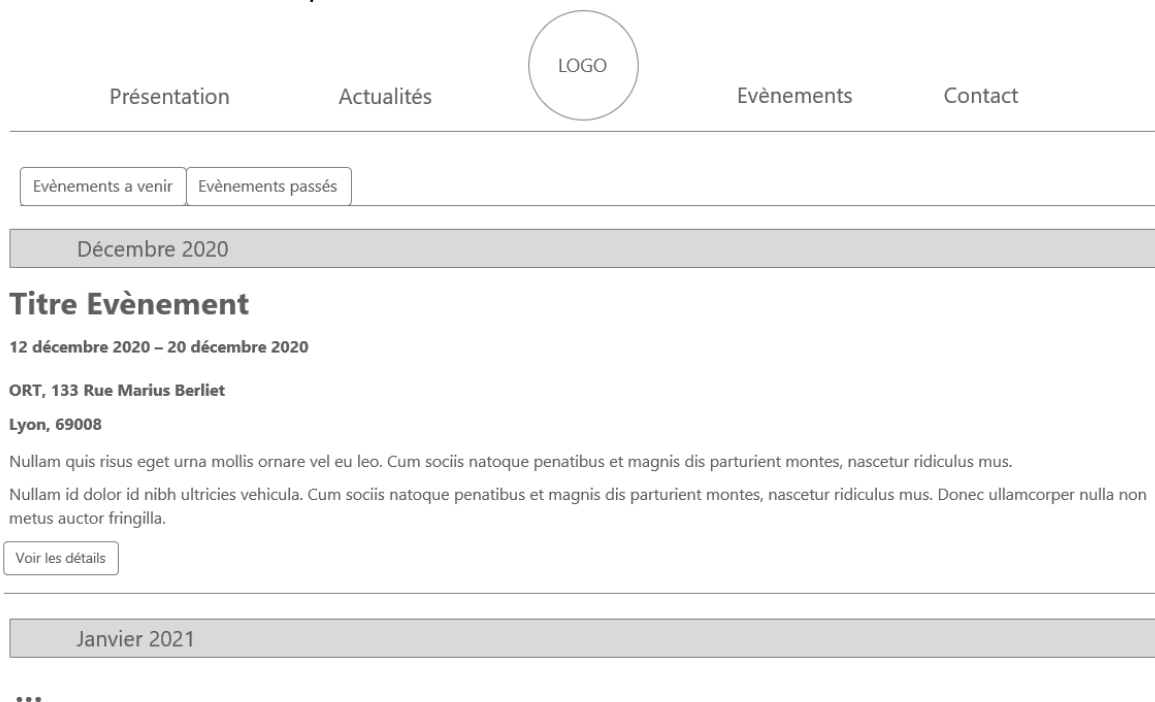 LOGO
Présentation Actualités Evènements Contact
Evènements a venir Evènements passés
Décembre 2020
Titre Evènement
12 décembre 2020 – 20 décembre 2020
ORT, 133 Rue Marius Berliet
Lyon, 69008
Nullam quis risus eget urna mollis ornare vel eu leo. Cum sociis natoque penatibus et magnis dis parturient montes, nascetur ridiculus mus.
Nullam id dolor id nibh ultricies vehicula. Cum sociis natoque penatibus et magnis dis parturient montes, nascetur ridiculus mus. Donec ullamcorper nulla non
metus auctor fringilla.
Voir les détails
Janvier 2021
...